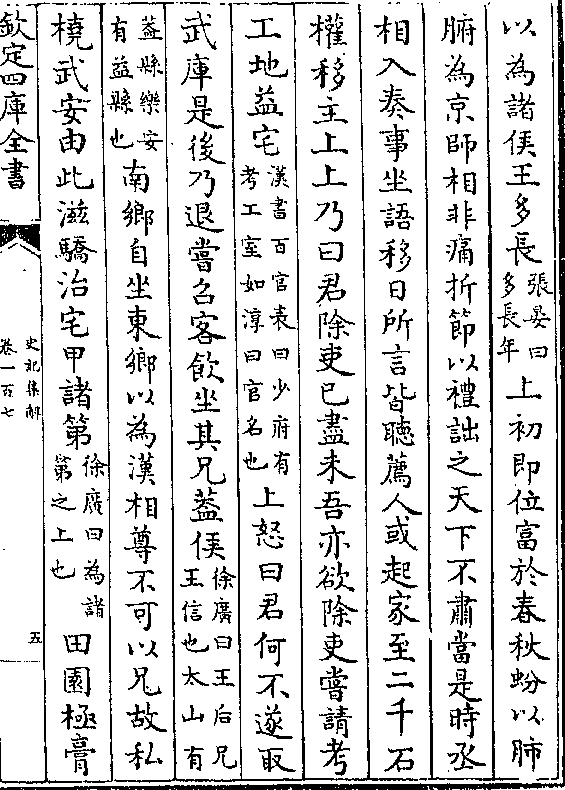 以為諸侯王多長張晏曰多長年上初即位富於春秋蚡以肺
腑為京師相非痛折節以禮詘之天下不肅當是時丞
相入奏事坐語移日所言皆聽薦人或起家至二千石
權移主上上乃曰君除吏已盡未吾亦欲除吏嘗請考
工地益宅漢書百官表曰少府有考工室如淳曰官名也上怒曰君何不遂取
武庫是後乃退嘗召客飲坐其兄蓋侯徐廣曰王后兄王信也太山有
蓋縣樂安有益縣也南鄉自坐東鄉以為漢相尊不可以兄故私
橈武安由此滋驕治宅甲諸第徐廣曰為諸第之上也田園極膏
欽定四庫全書
史記集解
卷一百七
五